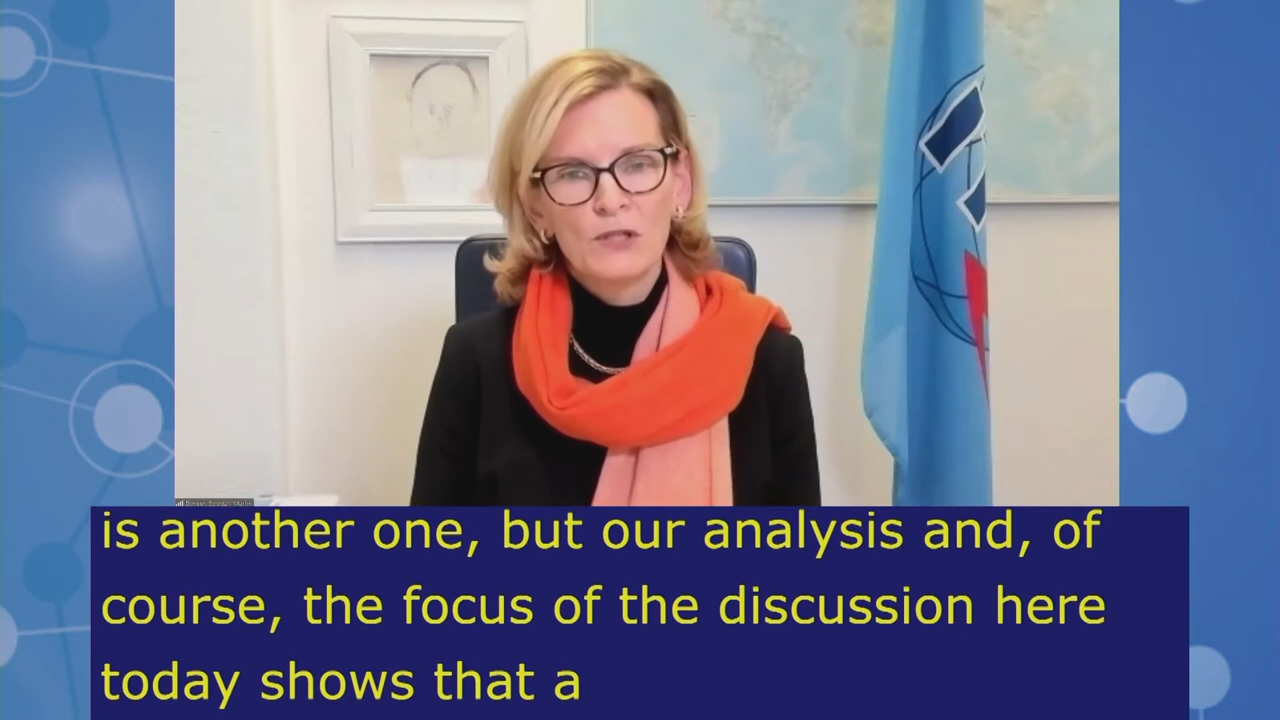 is another one, but our analysis and, of
course, the focus of the discussion here
today shows that a